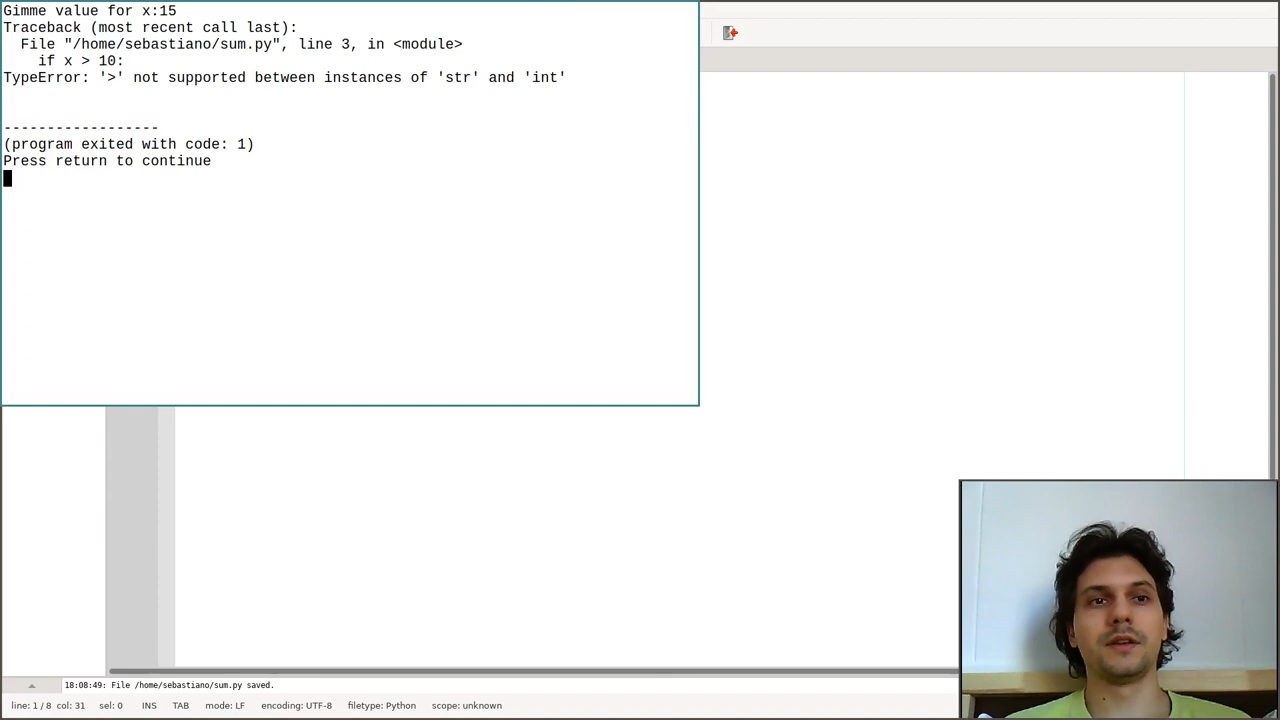 Gimme value for x:15
Traceback (most recent call last):
  File "/home/sebastiano/sum.py", line 3, in <module>
    if x > 10:
TypeError: '>' not supported between instances of 'str' and 'int'
------------------
(program exited with code: 1)
Press return to continue
18:08:49: File /home/sebastiano/sum.py saved.
line: 1 / 8 col: 31 sel: 0 INS TAB mode: LF encoding: UTF-8 filetype: Python scope: unknown